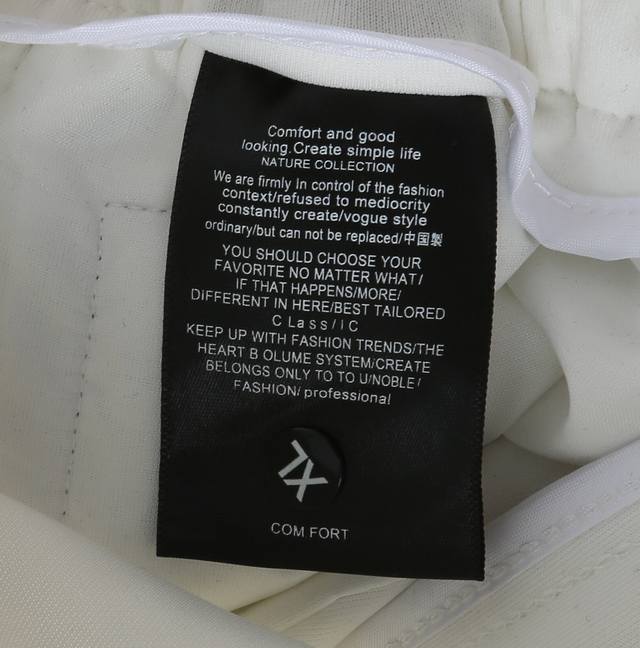 Comfort and good
looking.Create simple life
NATURE COLLECTION
We are firmly In control of the fashion
context/refused to mediocrity
constantly create/vogue style
ordinary/but can not be replaced/中国製
YOU SHOULD CHOOSE YOUR
FAVORITE NO MATTER WHAT/
IF THAT HAPPENS/MORE/
DIFFERENT IN HERE/BEST TAILORED
C Lass//C
KEEP UP WITH FASHION TRENDS/THE
HEART B OLUME SYSTEM/CREATE
BELONGS ONLY TO TO U/NOBLE/
FASHION/ professional
XL
COM FORT